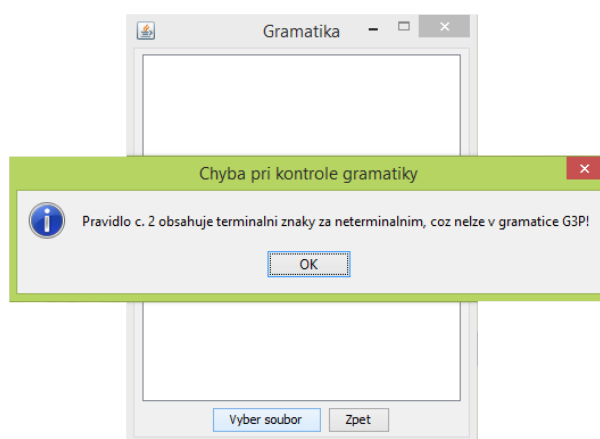 Gramatika
Chyba pri kontrole gramatiky
Pravidlo c. 2 obsahuje terminalni znaky za neterminalnim, coz nelze v gramatice G3P!
OK
Vyber soubor Zpet